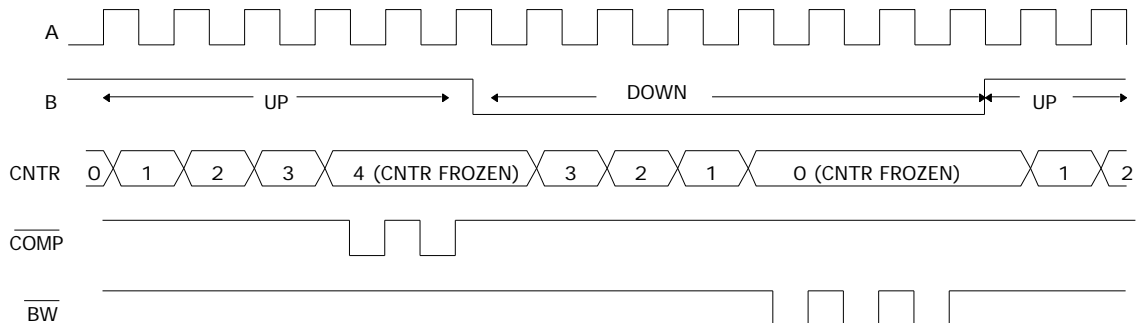 A
B UP DOWN UP
CNTR 0 1 2 3 4 (CNTR FROZEN) 3 2 1 0 (CNTR FROZEN) 1 2
COMP
BW